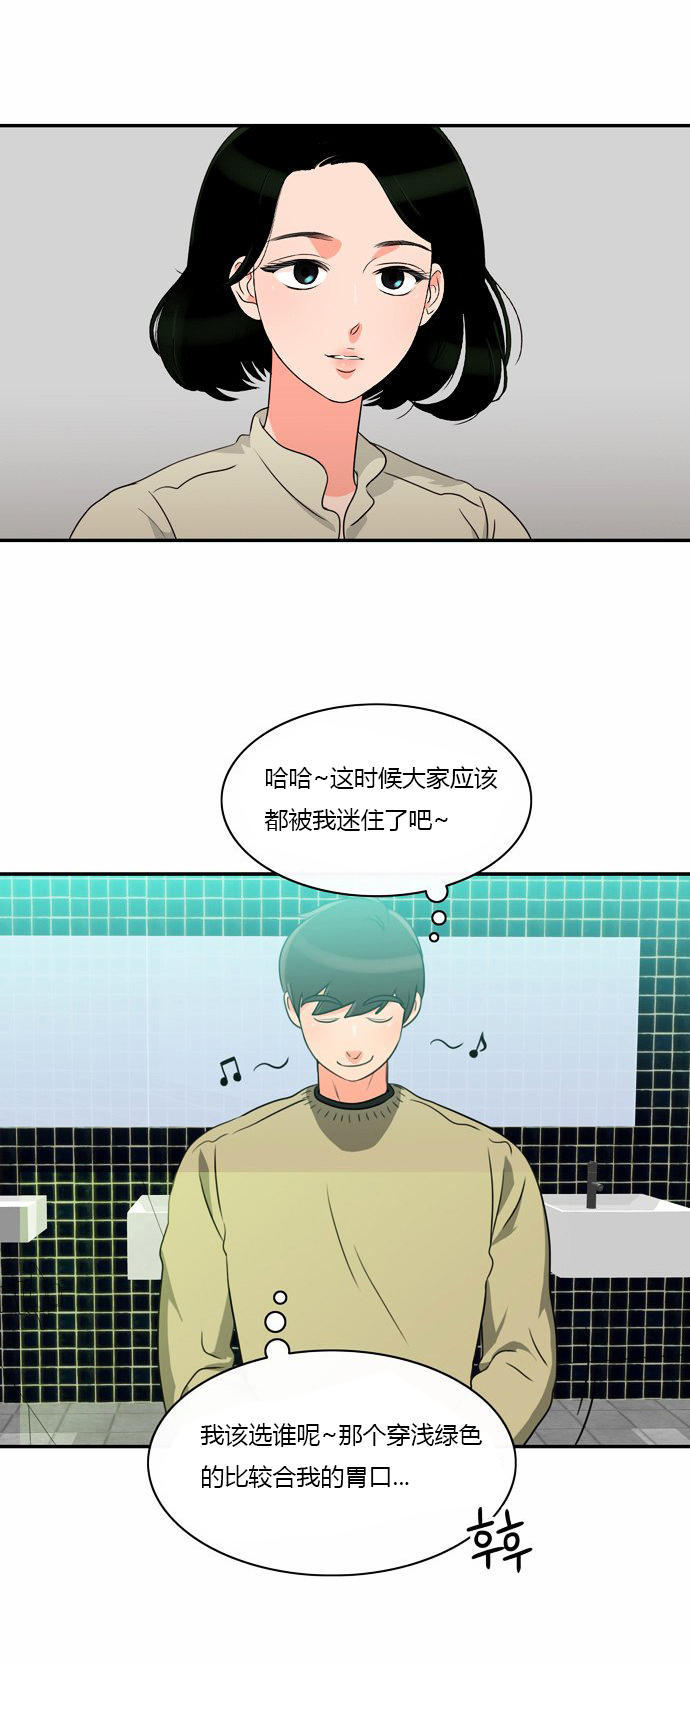 哈哈~这时候大家应该
都被我迷住了吧~
我该选谁呢~那个穿浅绿色
的比较合我的胃口...
후후